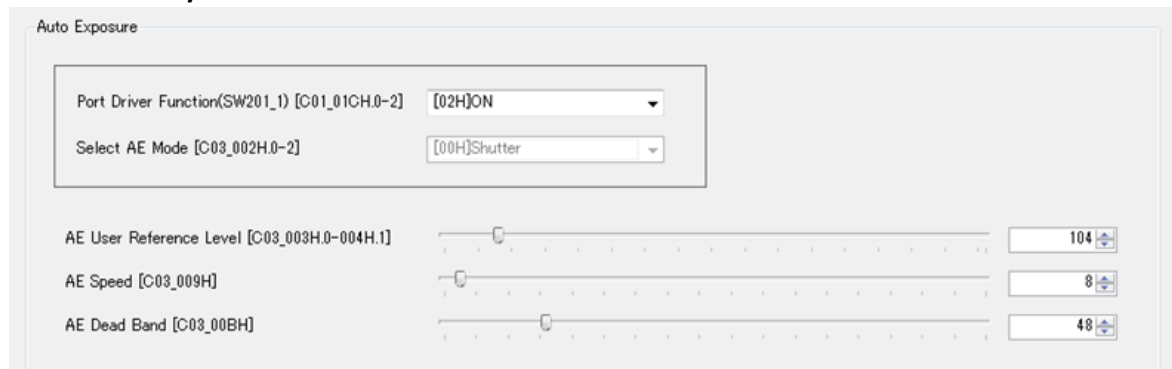 Auto Exposure
Port Driver Function(SW201_1) [C01_01CH.0-2] [02H]ON
Select AE Mode [C03_002H.0-2] [00H]Shutter
AE User Reference Level [C03_003H.0-004H.1] 104
AE Speed [C03_009H] 8
AE Dead Band [C03_00BH] 48